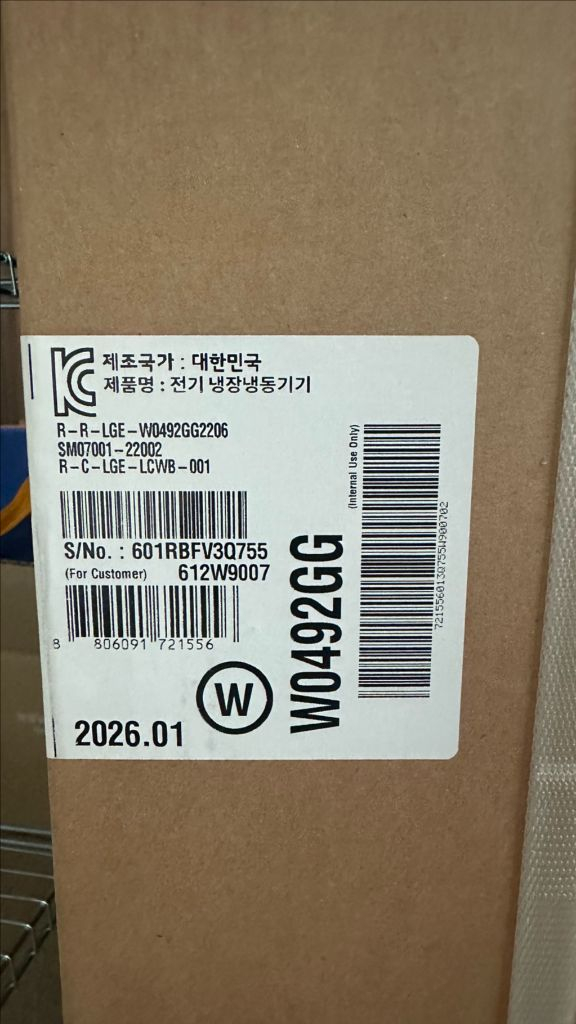 제조국가 : 대한민국
제품명 : 전기 냉장냉동기기
R-R-LGE-W0492GG2206
SM07001-22002
R-C-LGE-LCWB-001
S/No. : 601RBFV3Q755
(For Customer) 612W9007
8 806091 721556
W
2026.01
W0492GG
(Internal Use Only)
721556013Q755W900702